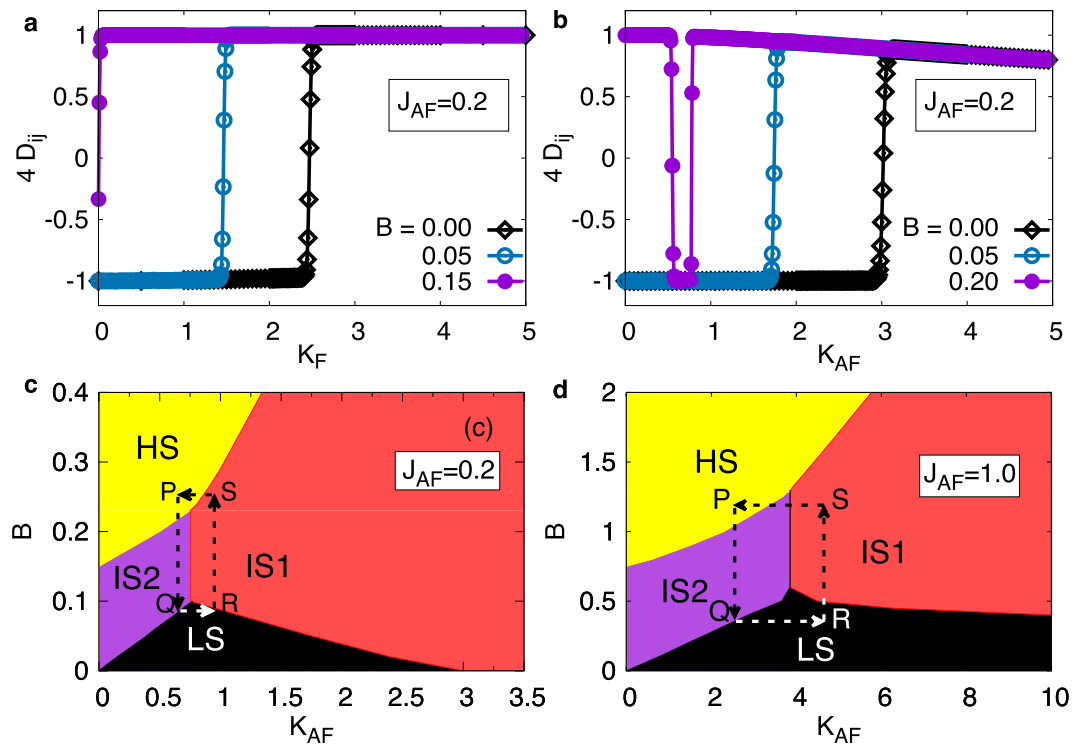 a
4 D_ij
1
0.5
0
-0.5
-1
J_AF=0.2
B = 0.00
0.05
0.15
0 1 2 3 4 5
K_F
b
4 D_ij
1
0.5
0
-0.5
-1
J_AF=0.2
B = 0.00
0.05
0.20
0 1 2 3 4 5
K_AF
c
B
0.4
0.3
0.2
0.1
0
(c)
HS
J_AF=0.2
P S
IS2 IS1
Q R
LS
0 0.5 1 1.5 2 2.5 3 3.5
K_AF
d
B
2
1.5
1
0.5
0
HS
J_AF=1.0
P S
IS1
IS2
Q R
LS
0 2 4 6 8 10
K_AF